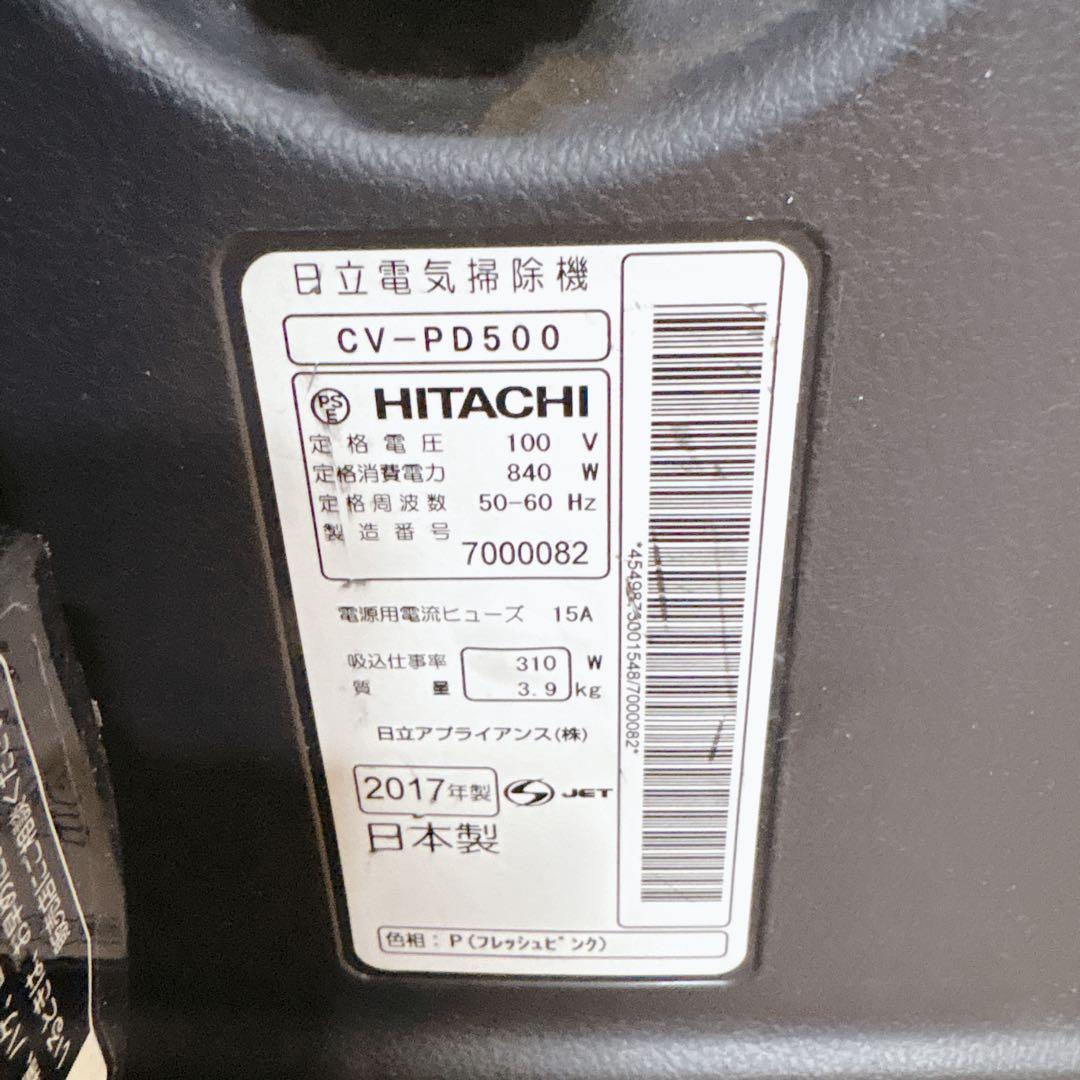 日立電気掃除機
CV-PD500
PS E HITACHI
定格電圧 100 V
定格消費電力 840 W
定格周波数 50-60 Hz
製造番号 7000082
電源用電流ヒューズ 15A
吸込仕事率 310 W
質量 3.9 kg
日立アプライアンス(株)
2017年製 S JET
日本製
色相:P(フレッシュピンク)
*4549873001548/7000082*